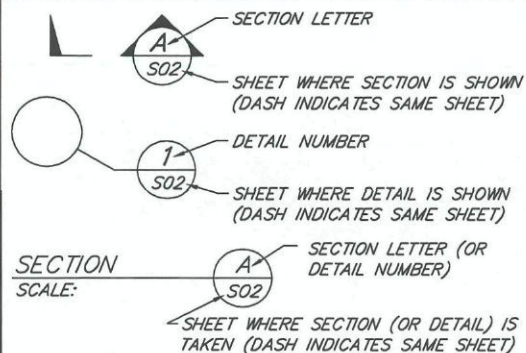 A
SECTION LETTER
S02
SHEET WHERE SECTION IS SHOWN
(DASH INDICATES SAME SHEET)
1
DETAIL NUMBER
S02
SHEET WHERE DETAIL IS SHOWN
(DASH INDICATES SAME SHEET)
SECTION
SCALE:
A
S02
SECTION LETTER (OR
DETAIL NUMBER)
SHEET WHERE SECTION (OR DETAIL) IS
TAKEN (DASH INDICATES SAME SHEET)